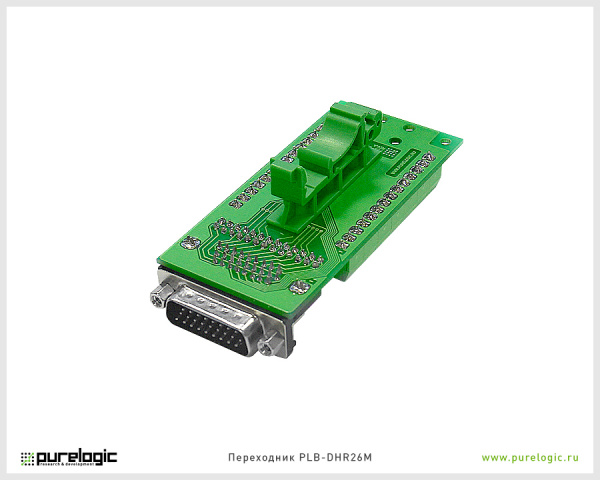 purelogic
research & development
Переходник PLB-DHR26M
www.purelogic.ru